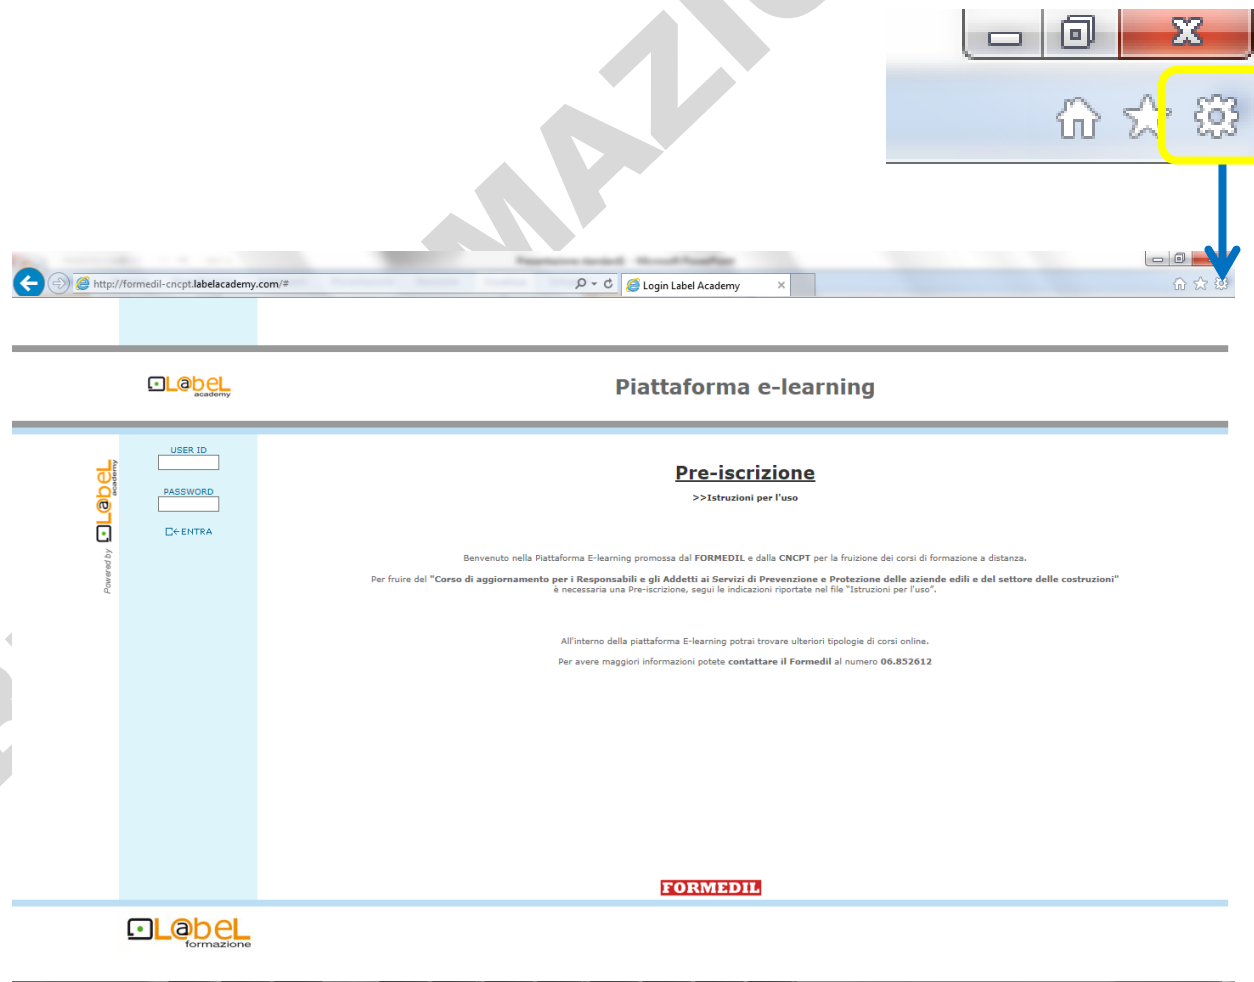 MAZIO
http://formedil-cncpt.labelacademy.com/#
Login Label Academy
L@beL
academy
Piattaforma e-learning
USER ID
PASSWORD
ENTRA
Powered by
L@beL
academy
Pre-iscrizione
>>Istruzioni per l'uso
Benvenuto nella Piattaforma E-learning promossa dal FORMEDIL e dalla CNCPT per la fruizione dei corsi di formazione a distanza.
Per fruire del "Corso di aggiornamento per i Responsabili e gli Addetti ai Servizi di Prevenzione e Protezione delle aziende edili e del settore delle costruzioni"
è necessaria una Pre-iscrizione, segui le indicazioni riportate nel file "Istruzioni per l'uso".
All'interno della piattaforma E-learning potrai trovare ulteriori tipologie di corsi online.
Per avere maggiori informazioni potete contattare il Formedil al numero 06.852612
FORMEDIL
L@beL
formazione